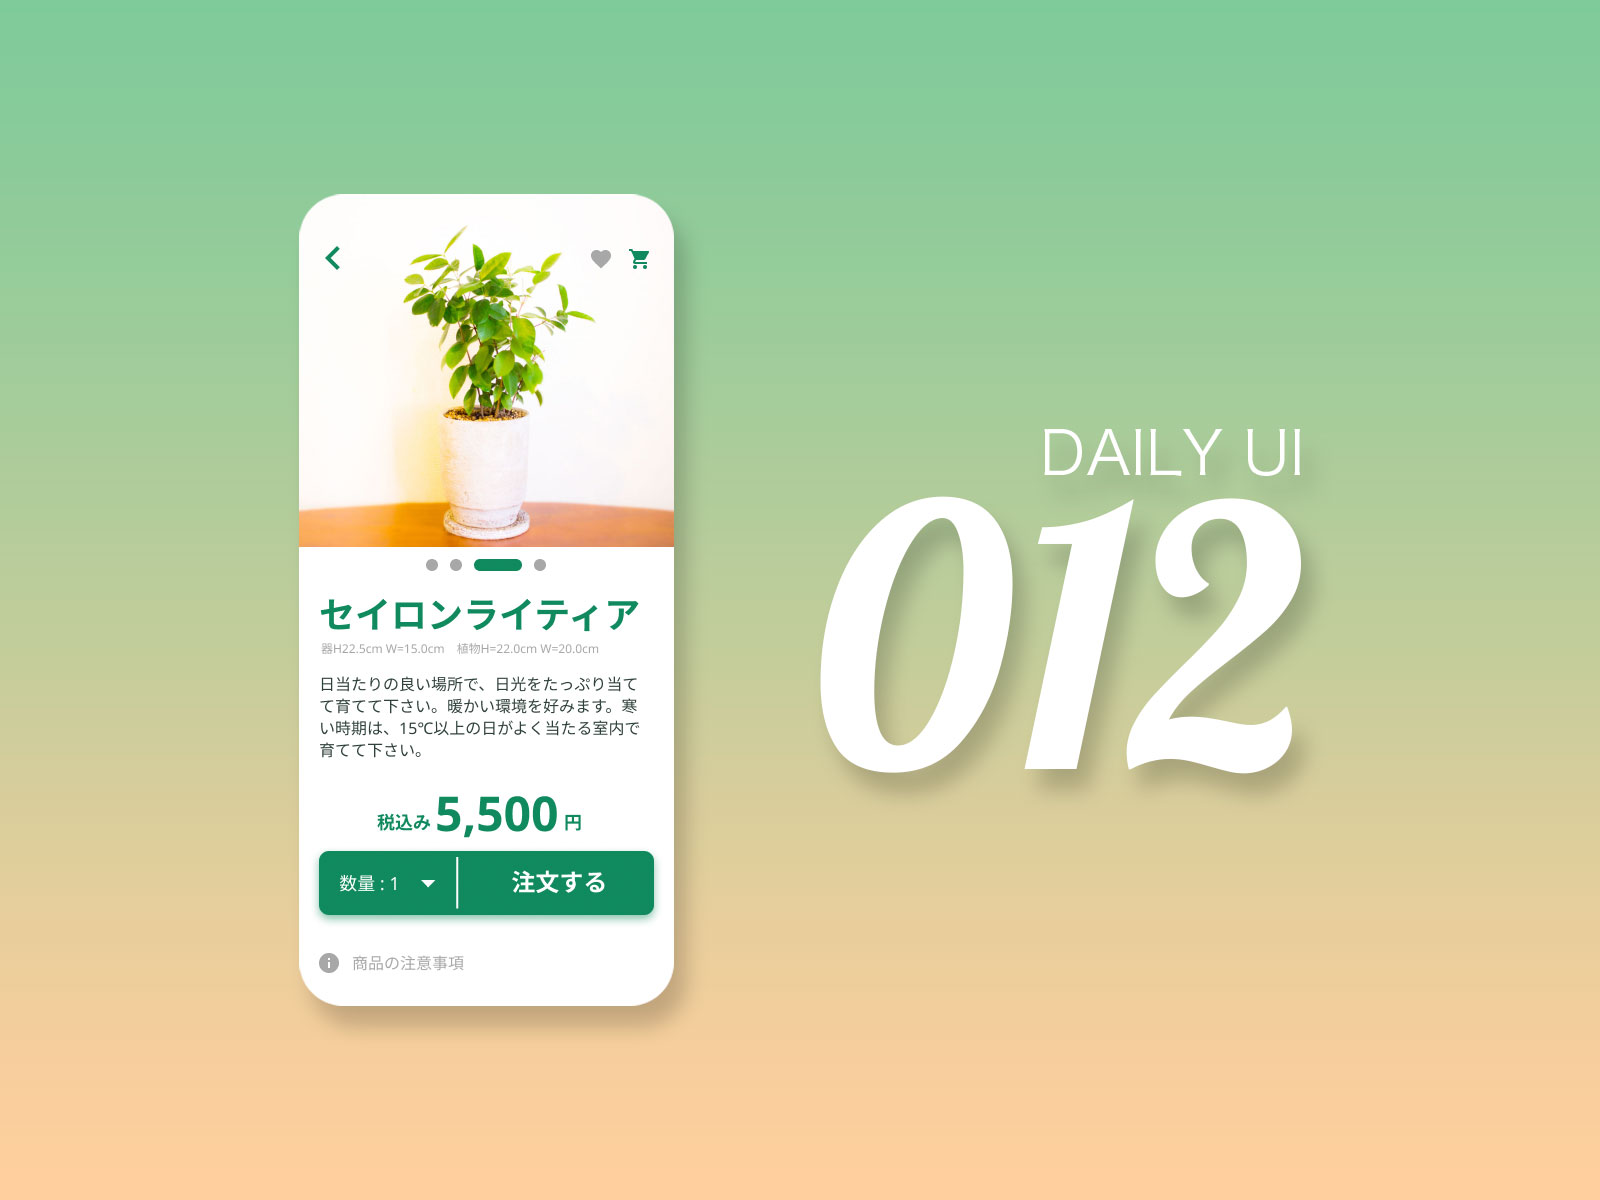 セイロンライティア
器H22.5cm W=15.0cm　植物H=22.0cm W=20.0cm
日当たりの良い場所で、日光をたっぷり当て
て育てて下さい。暖かい環境を好みます。寒
い時期は、15℃以上の日がよく当たる室内で
育てて下さい。
税込み 5,500 円
数量 : 1
注文する
商品の注意事項
DAILY UI
012